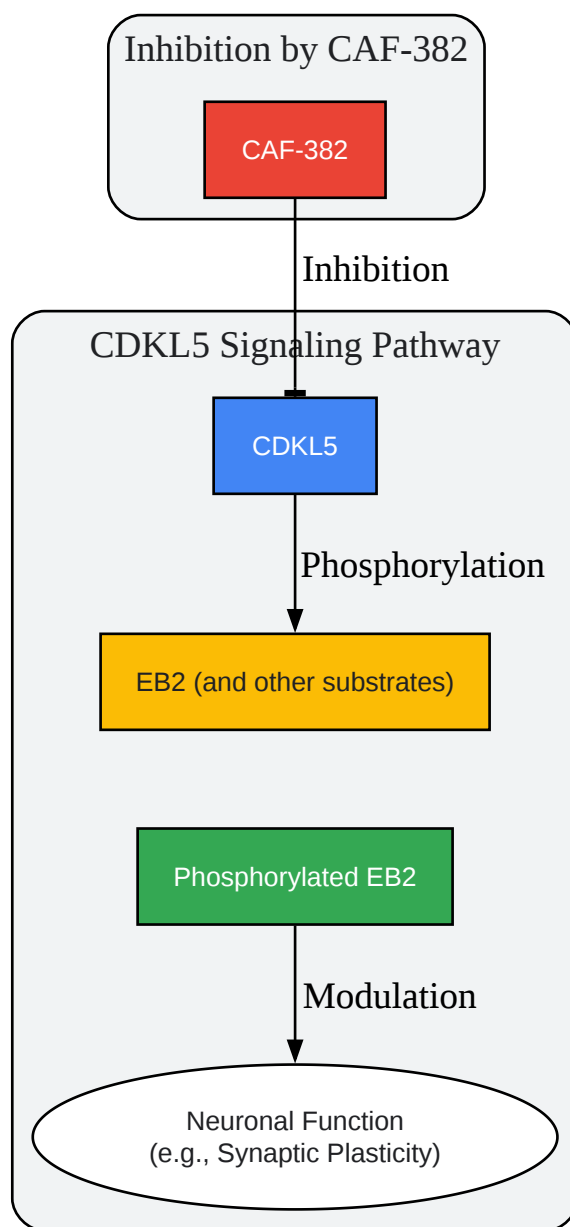 Inhibition by CAF-382
CAF-382
Inhibition
CDKL5 Signaling Pathway
CDKL5
Phosphorylation
EB2 (and other substrates)
Phosphorylated EB2
Modulation
Neuronal Function
(e.g., Synaptic Plasticity)